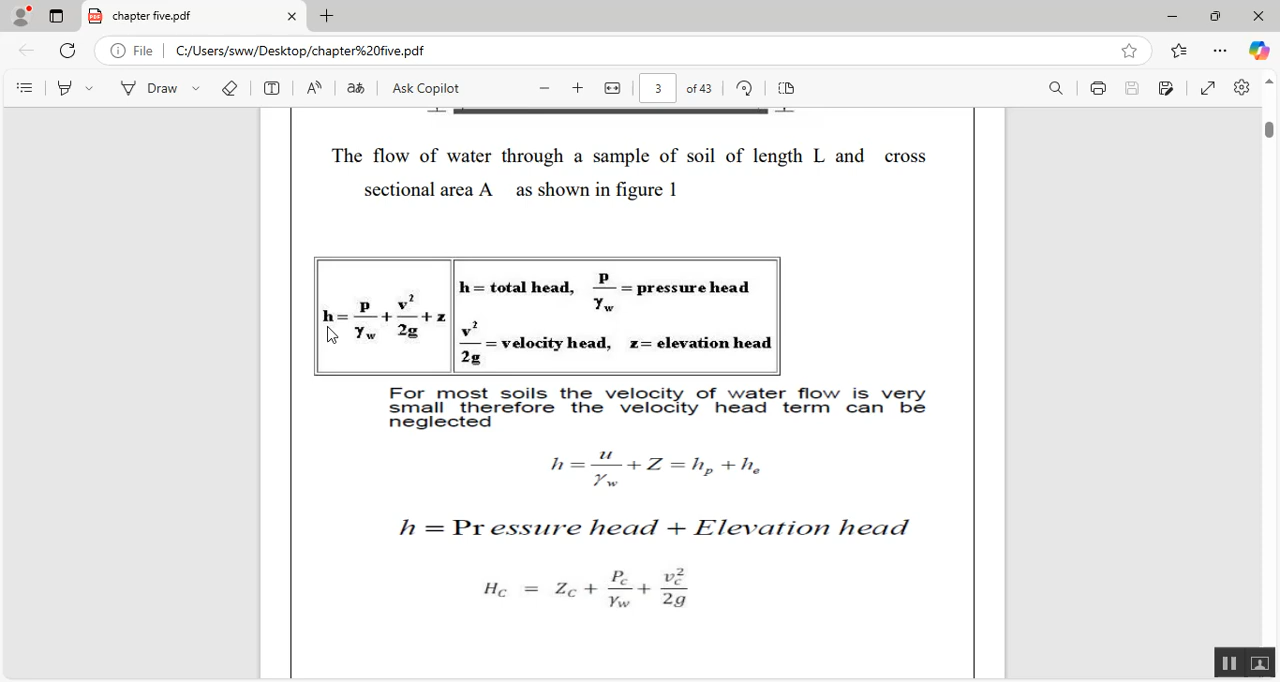 chapter five.pdf
File C:/Users/sww/Desktop/chapter%20five.pdf
Draw Ask Copilot 3 of 43
The flow of water through a sample of soil of length L and cross
sectional area A as shown in figure 1
h = p/γw + v²/2g + z
h = total head, p/γw = pressure head
v²/2g = velocity head, z = elevation head
For most soils the velocity of water flow is very
small therefore the velocity head term can be
neglected
h = u/γw + Z = hp + he
h = Pr essure head + Elevation head
HC = ZC + Pc/γW + vc²/2g